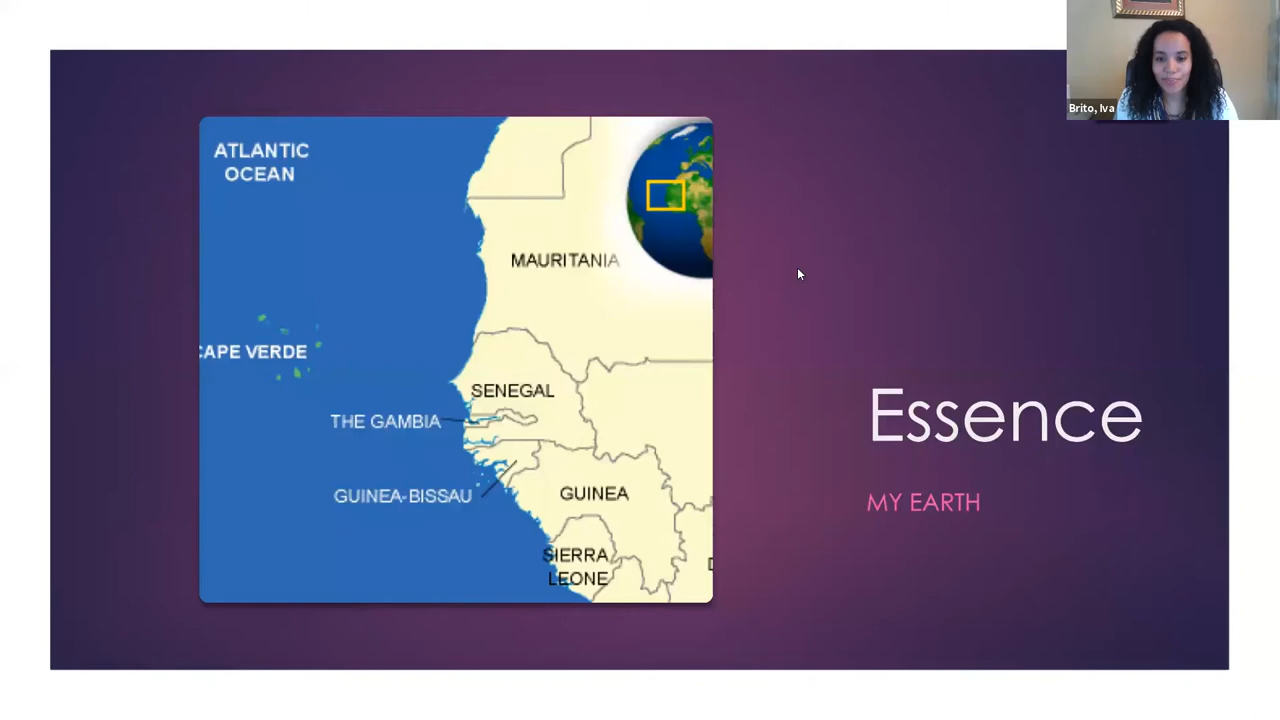 Brito, Iva
ATLANTIC
OCEAN
MAURITANIA
CAPE VERDE
SENEGAL
THE GAMBIA
GUINEA-BISSAU
GUINEA
SIERRA
LEONE
Essence
MY EARTH